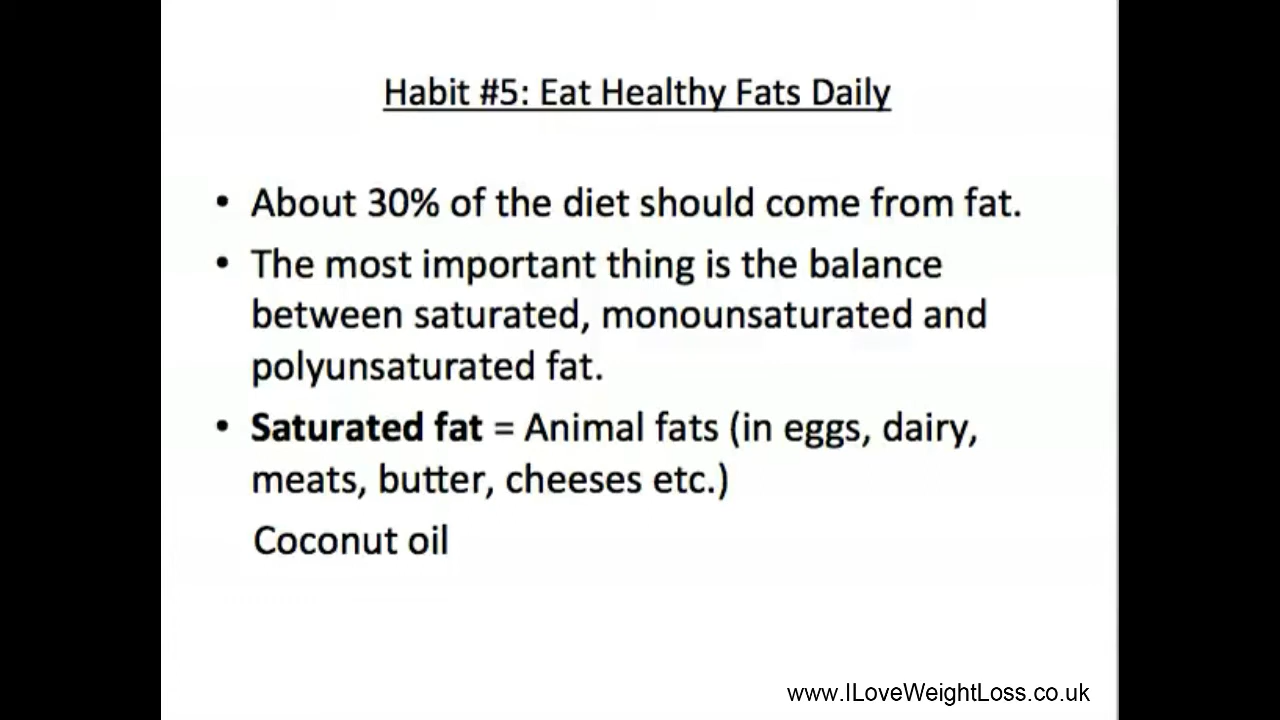 Habit #5: Eat Healthy Fats Daily
• About 30% of the diet should come from fat.
• The most important thing is the balance
between saturated, monounsaturated and
polyunsaturated fat.
• Saturated fat = Animal fats (in eggs, dairy,
meats, butter, cheeses etc.)
Coconut oil
www.ILoveWeightLoss.co.uk